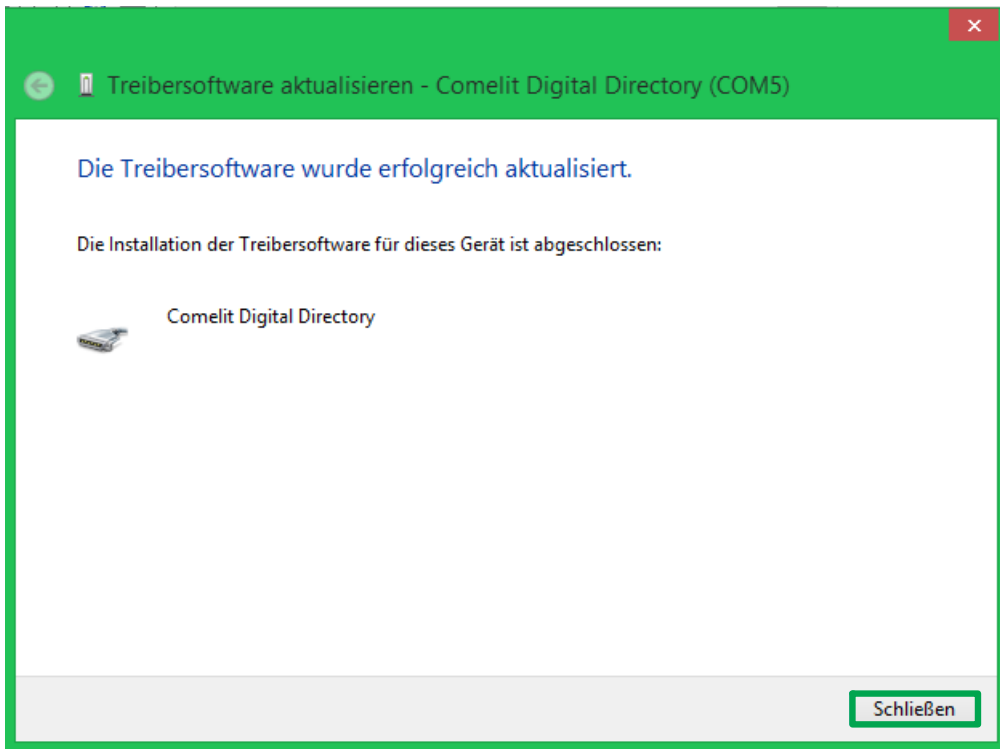 Treibersoftware aktualisieren - Comelit Digital Directory (COM5)
Die Treibersoftware wurde erfolgreich aktualisiert.
Die Installation der Treibersoftware für dieses Gerät ist abgeschlossen:
Comelit Digital Directory
Schließen